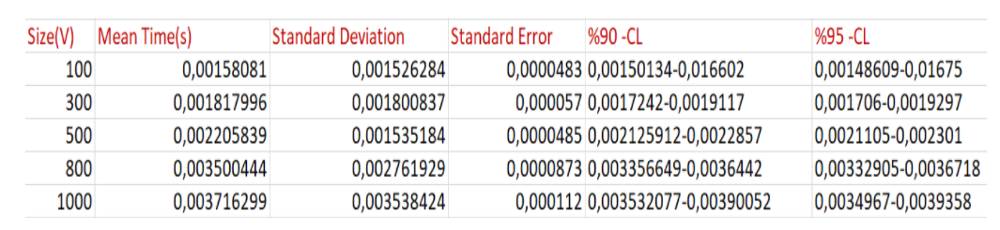 Size(V) Mean Time(s) Standard Deviation Standard Error %90 -CL %95 -CL
100 0,00158081 0,001526284 0,0000483 0,00150134-0,016602 0,00148609-0,01675
300 0,001817996 0,001800837 0,000057 0,0017242-0,0019117 0,001706-0,0019297
500 0,002205839 0,001535184 0,0000485 0,002125912-0,0022857 0,0021105-0,002301
800 0,003500444 0,002761929 0,0000873 0,003356649-0,0036442 0,00332905-0,0036718
1000 0,003716299 0,003538424 0,000112 0,003532077-0,00390052 0,0034967-0,0039358